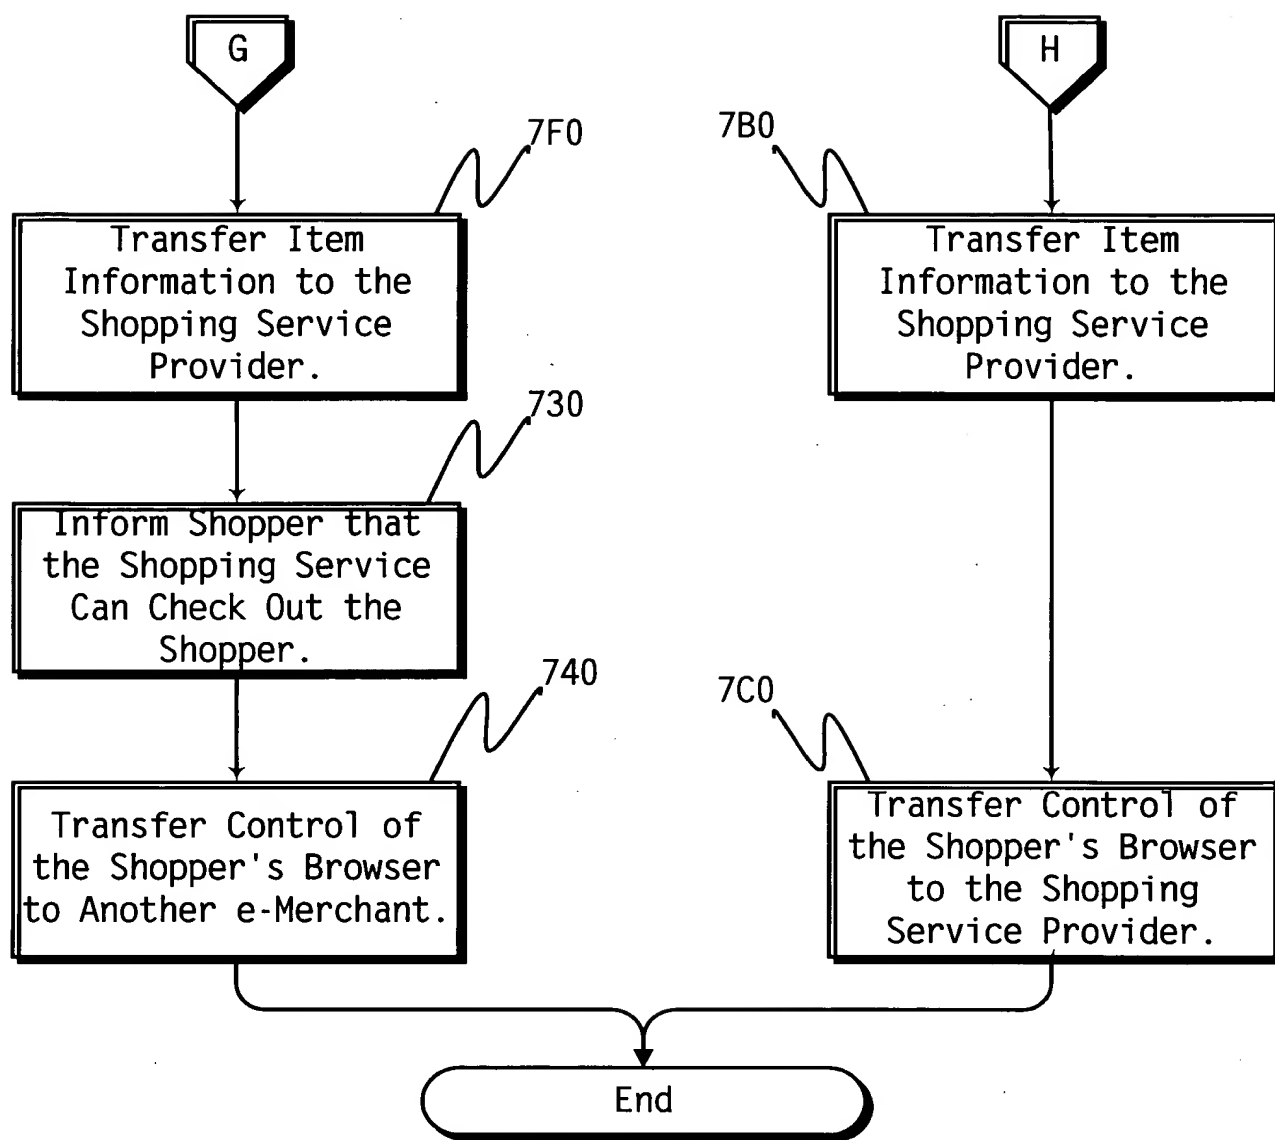 G
H
7F0
7B0
Transfer Item
Information to the
Shopping Service
Provider.
Transfer Item
Information to the
Shopping Service
Provider.
730
Inform Shopper that
the Shopping Service
Can Check Out the
Shopper.
740
7C0
Transfer Control of
the Shopper's Browser
to Another e-Merchant.
Transfer Control of
the Shopper's Browser
to the Shopping
Service Provider.
End